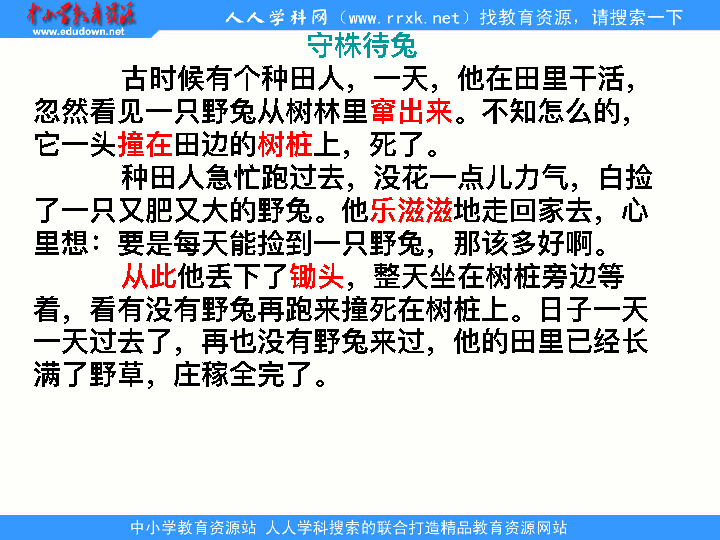 中小学教育资源
www.edudown.net
人人学科网（www.rrxk.net）找教育资源，请搜索一下
守株待兔
古时候有个种田人，一天，他在田里干活，
忽然看见一只野兔从树林里窜出来。不知怎么的，
它一头撞在田边的树桩上，死了。
种田人急忙跑过去，没花一点儿力气，白捡
了一只又肥又大的野兔。他乐滋滋地走回家去，心
里想：要是每天能捡到一只野兔，那该多好啊。
从此他丢下了锄头，整天坐在树桩旁边等
着，看有没有野兔再跑来撞死在树桩上。日子一天
一天过去了，再也没有野兔来过，他的田里已经长
满了野草，庄稼全完了。
中小学教育资源站 人人学科搜索的联合打造精品教育资源网站